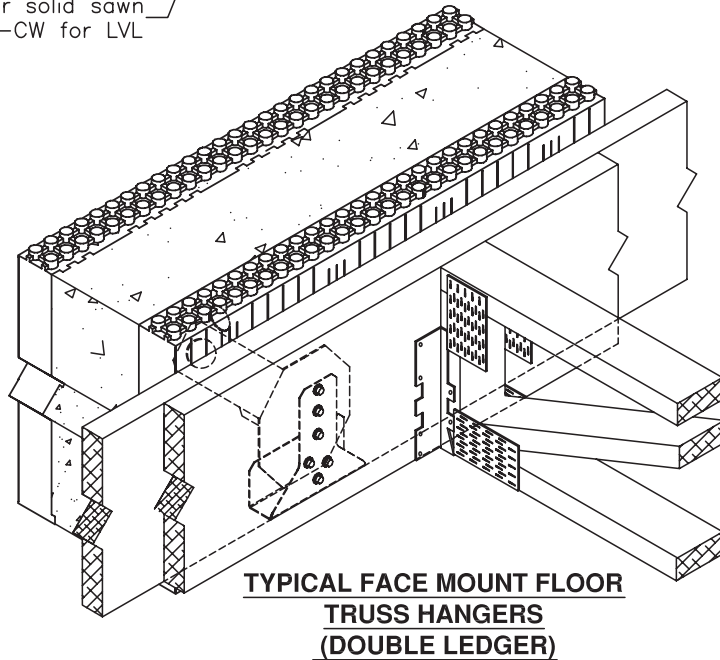 r solid sawn
-CW for LVL
TYPICAL FACE MOUNT FLOOR
TRUSS HANGERS
(DOUBLE LEDGER)